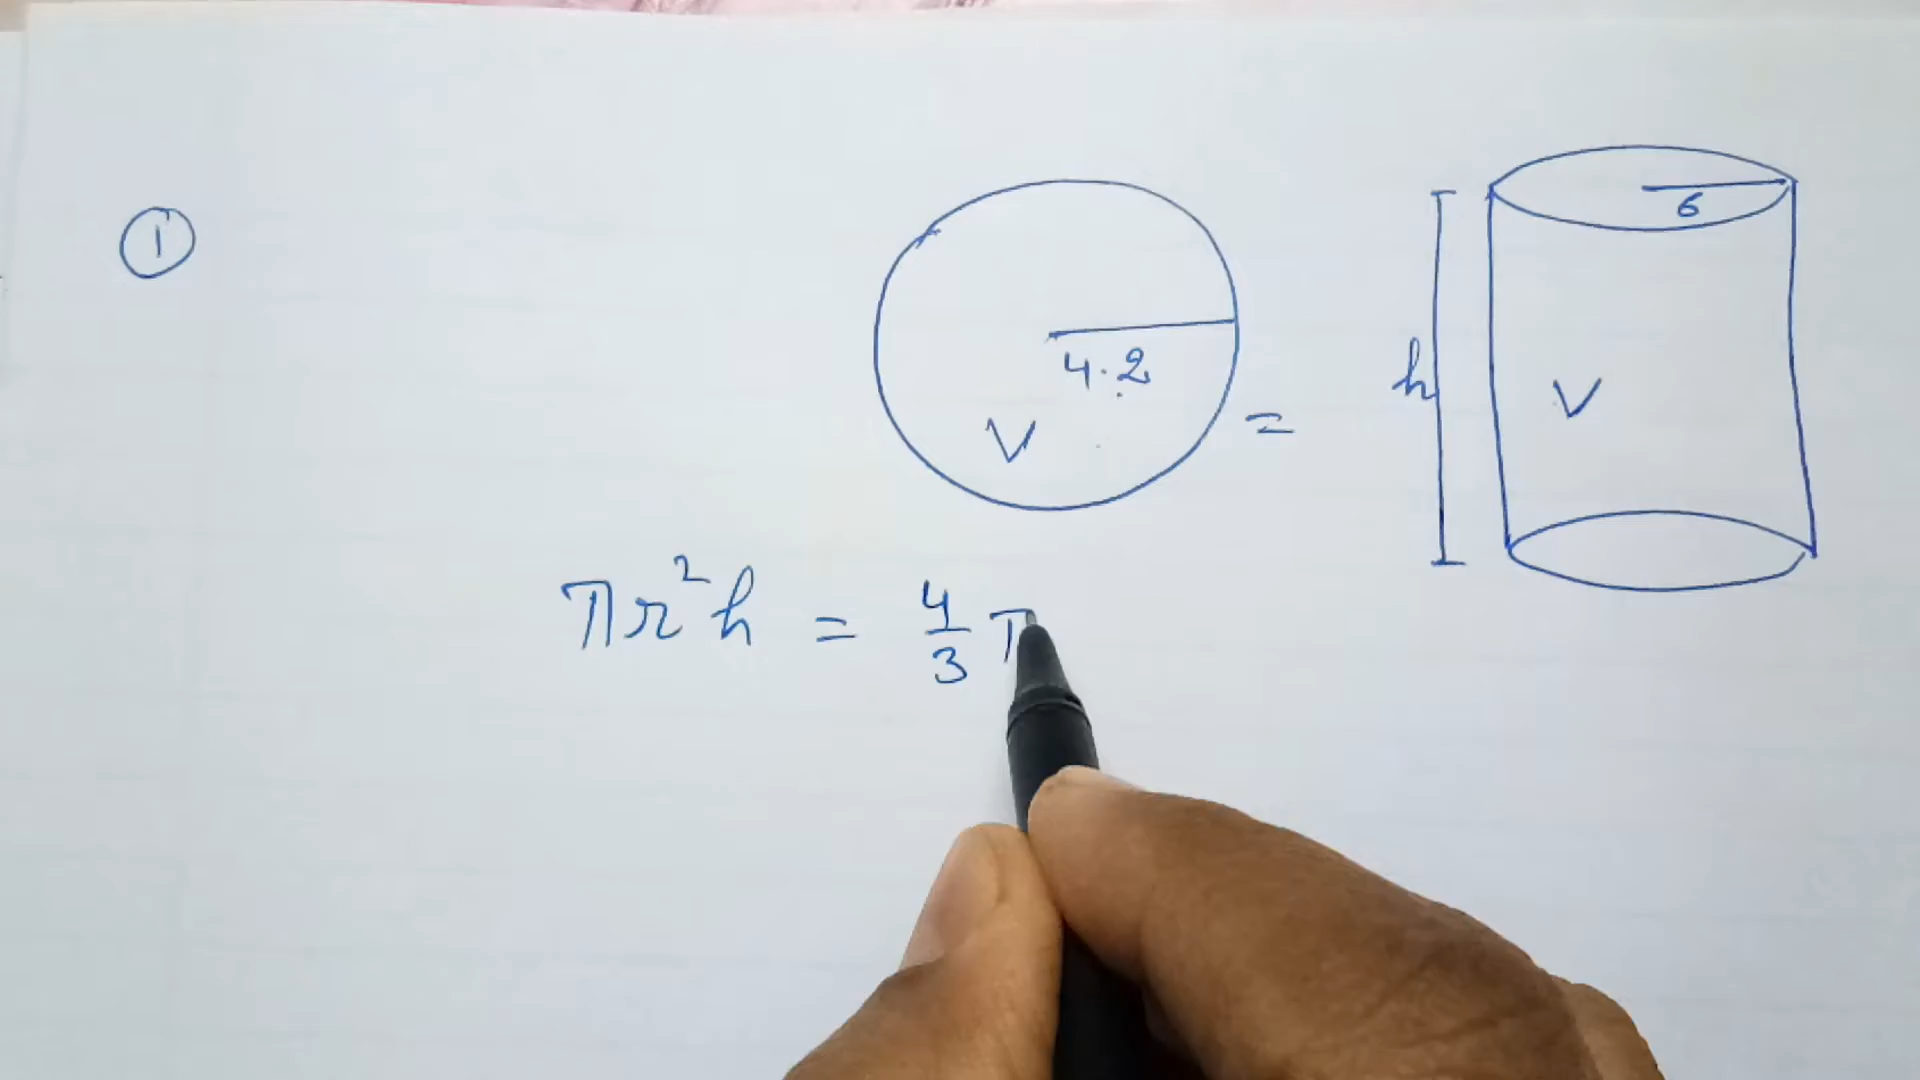 1
4.2
V
=
h
6
V
πr²h = 4/3 π